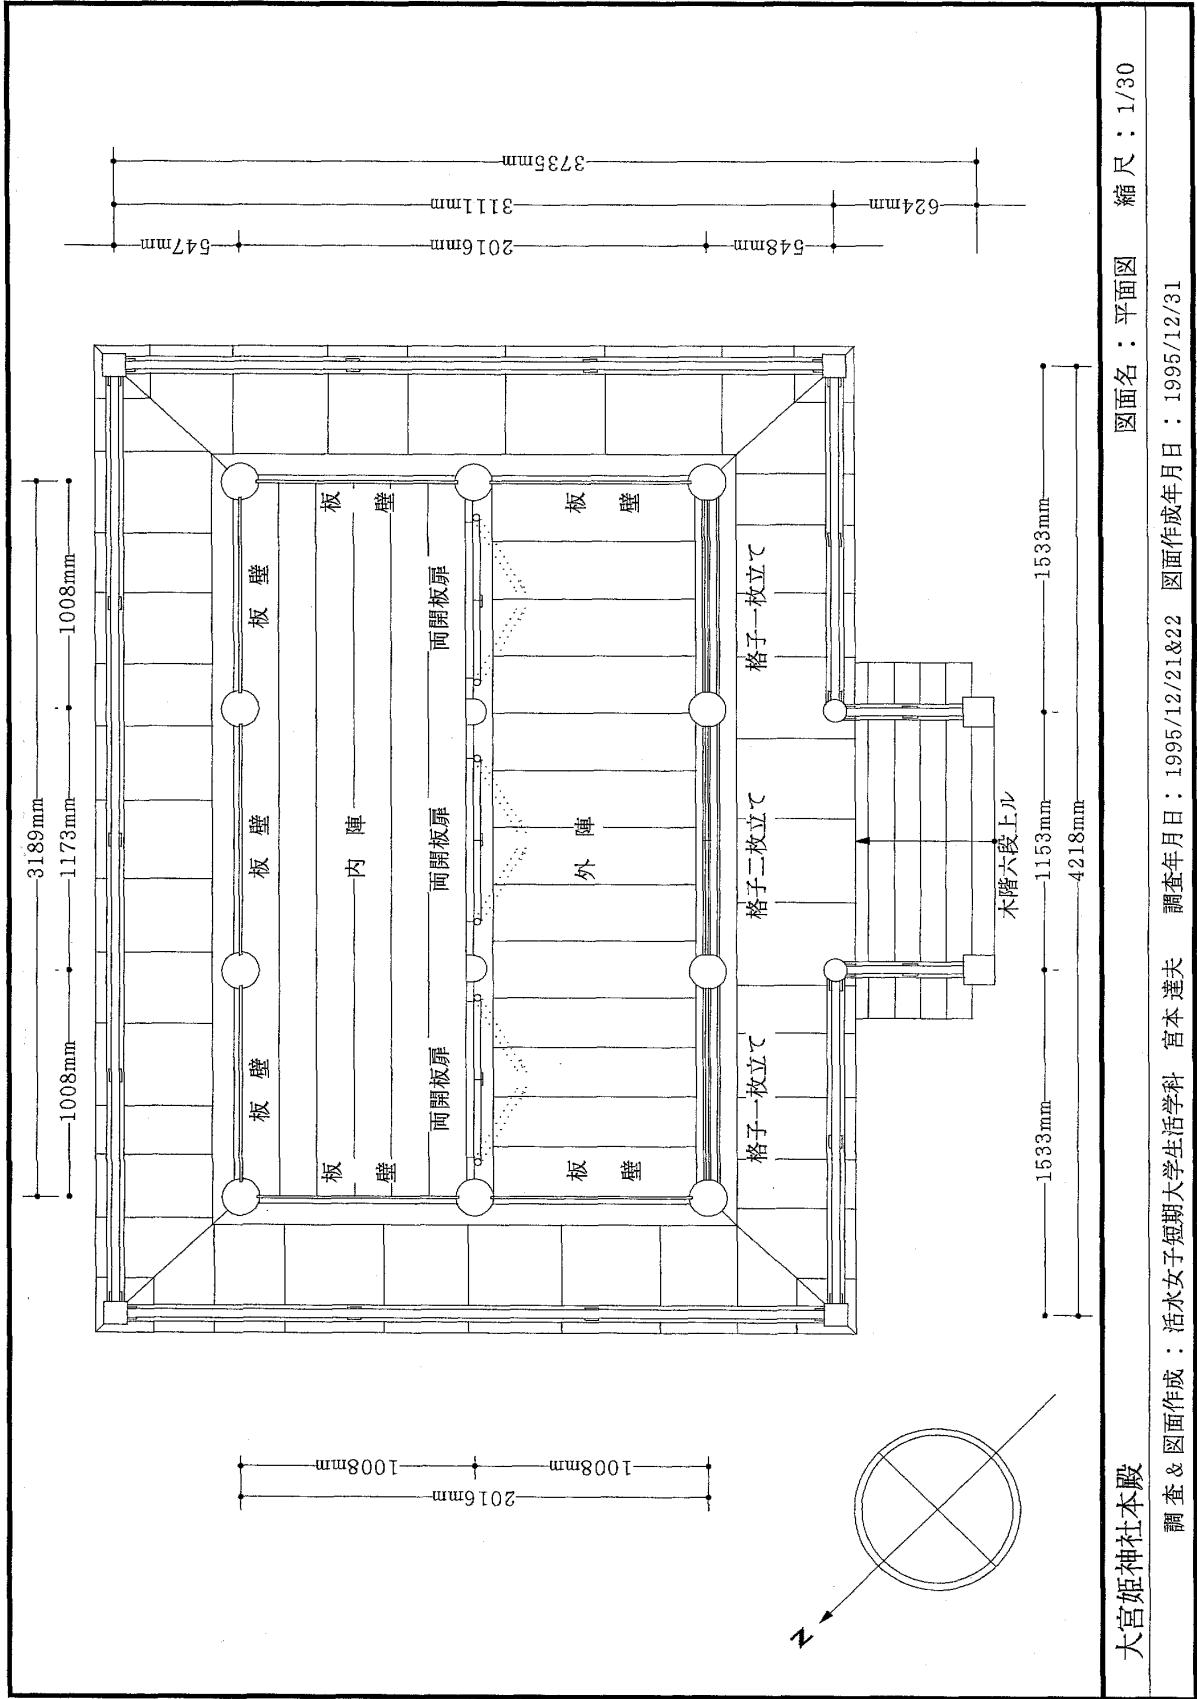 3189mm
1008mm
1173mm
1008mm
板 壁
板 壁
板 壁
板 壁
板 壁
内 陣
両開板扉
両開板扉
両開板扉
外 陣
板 壁
板 壁
格子一枚立て
格子二枚立て
格子一枚立て
木階六段上ル
1533mm
1153mm
1533mm
4218mm
1008mm
1008mm
2016mm
547mm
2016mm
548mm
3111mm
624mm
3735mm
N
大宮姫神社本殿 図面名：平面図 縮尺：1/30
調査&図面作成：活水女子短期大学生活学科 宮本 達夫 調査年月日：1995/12/21&22 図面作成年月日：1995/12/31